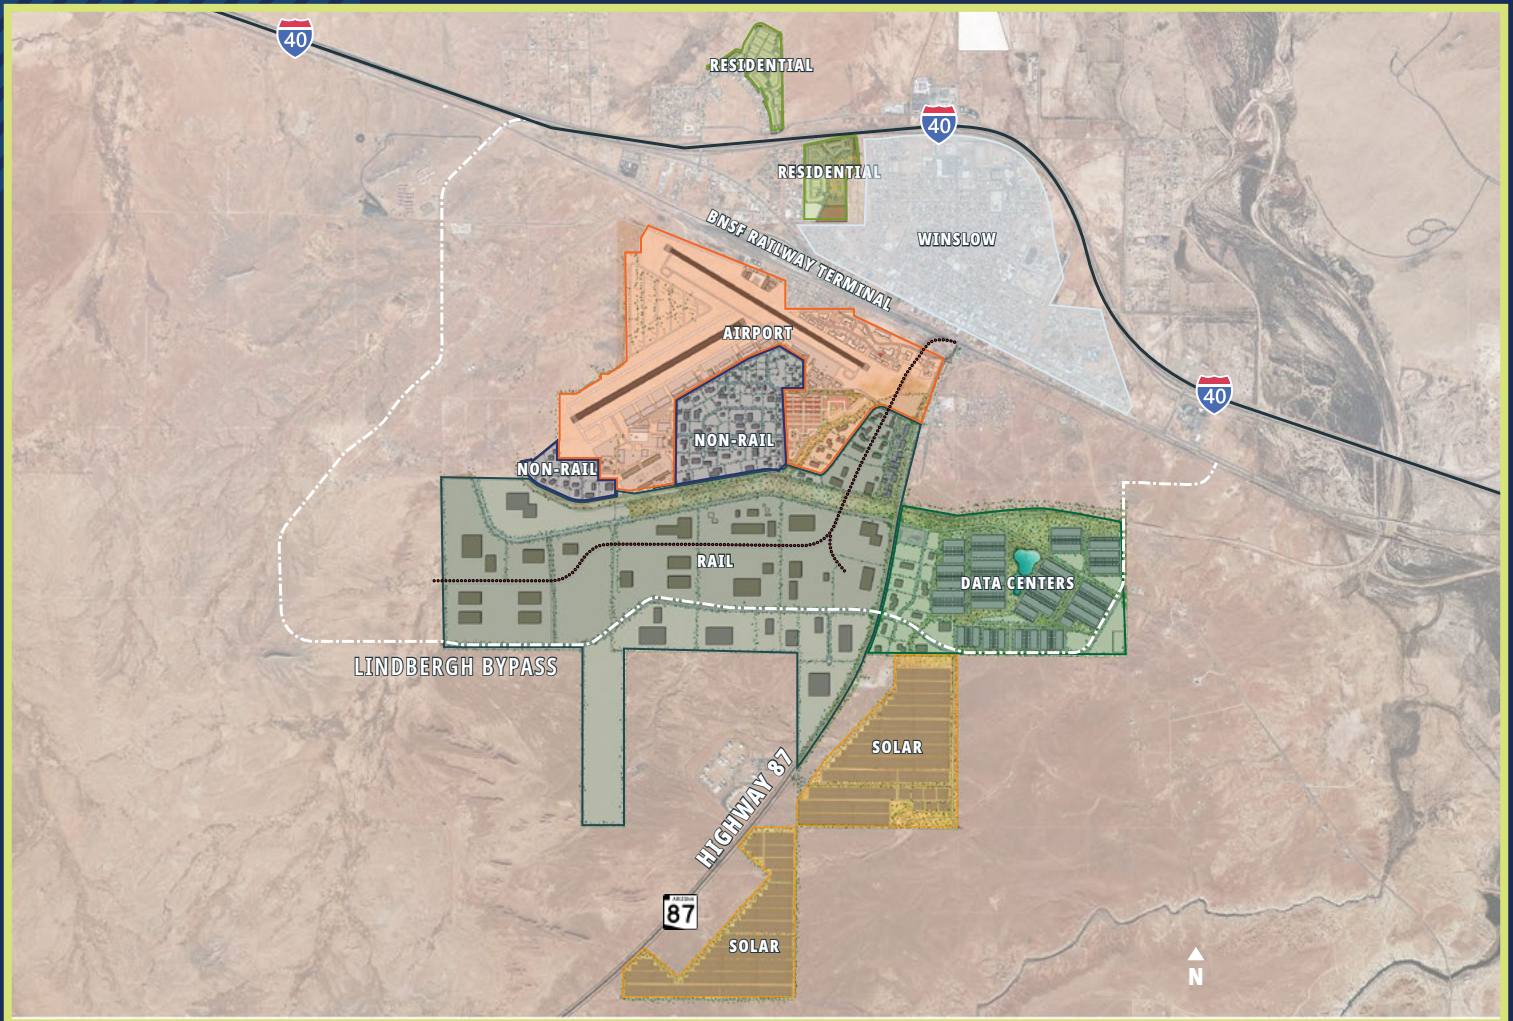 40
RESIDENTIAL
40
RESIDENTIAL
BNSF RAILWAY TERMINAL
WINSLOW
AIRPORT
40
NON-RAIL
NON-RAIL
RAIL
DATA CENTERS
LINDBERGH BYPASS
SOLAR
HIGHWAY 87
ARIZONA
87
SOLAR
N